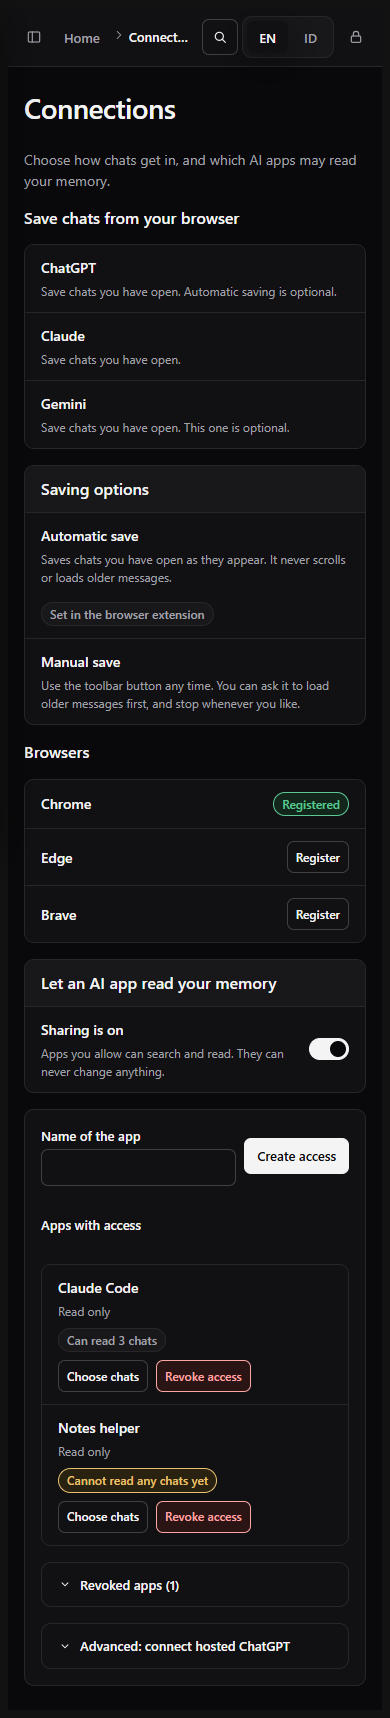 Home > Connect... EN ID
Connections
Choose how chats get in, and which AI apps may read
your memory.
Save chats from your browser
ChatGPT
Save chats you have open. Automatic saving is optional.
Claude
Save chats you have open.
Gemini
Save chats you have open. This one is optional.
Saving options
Automatic save
Saves chats you have open as they appear. It never scrolls
or loads older messages.
Set in the browser extension
Manual save
Use the toolbar button any time. You can ask it to load
older messages first, and stop whenever you like.
Browsers
Chrome Registered
Edge Register
Brave Register
Let an AI app read your memory
Sharing is on
Apps you allow can search and read. They can
never change anything.
Name of the app
Create access
Apps with access
Claude Code
Read only
Can read 3 chats
Choose chats Revoke access
Notes helper
Read only
Cannot read any chats yet
Choose chats Revoke access
Revoked apps (1)
Advanced: connect hosted ChatGPT